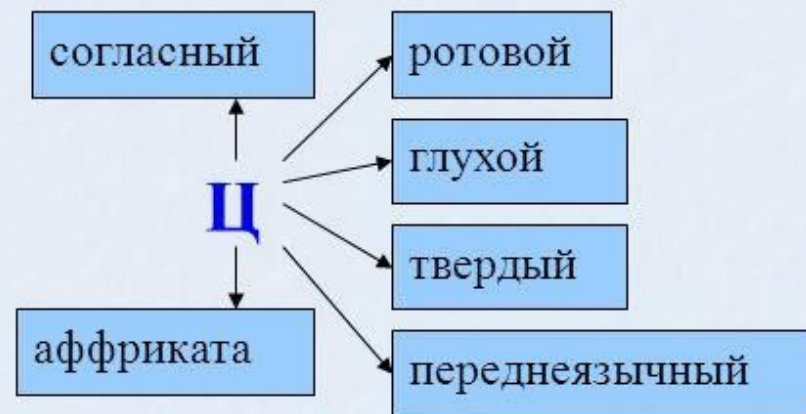 согласный
ротовой
глухой
Ц
твердый
аффриката
переднеязычный